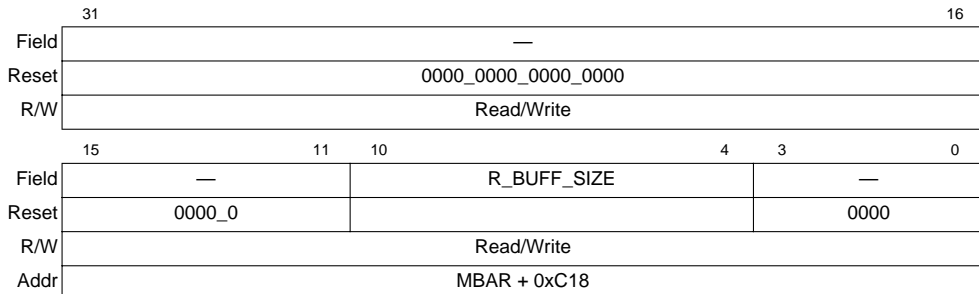 31 16
Field —
Reset 0000_0000_0000_0000
R/W Read/Write
15 11 10 4 3 0
Field — R_BUFF_SIZE —
Reset 0000_0 0000
R/W Read/Write
Addr MBAR + 0xC18